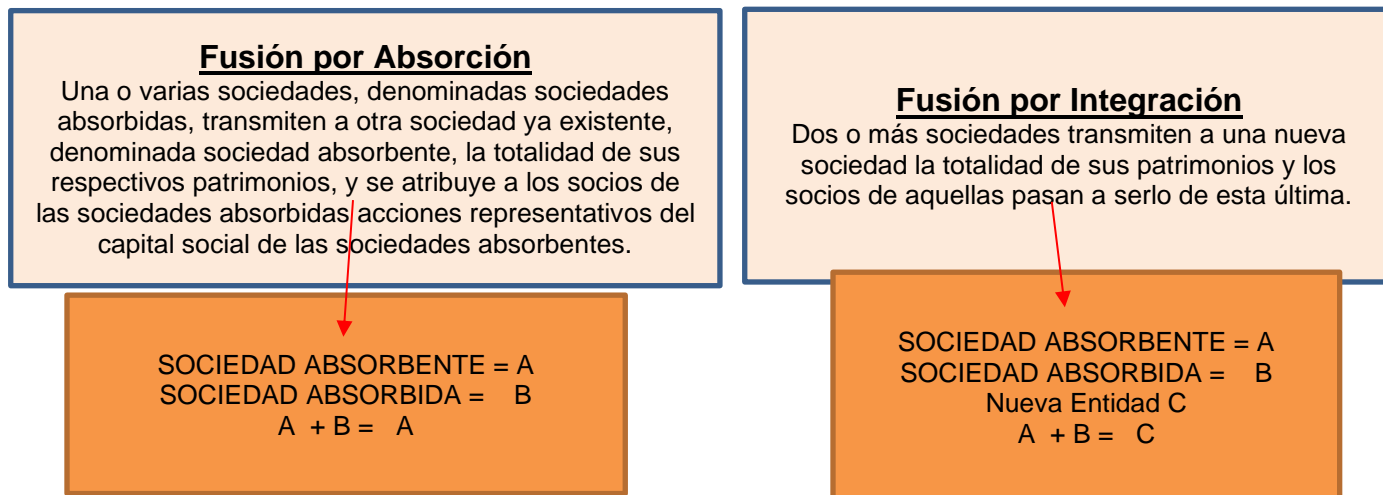 Fusión por Absorción
Una o varias sociedades, denominadas sociedades
absorbidas, transmiten a otra sociedad ya existente,
denominada sociedad absorbente, la totalidad de sus
respectivos patrimonios, y se atribuye a los socios de
las sociedades absorbidas acciones representativos del
capital social de las sociedades absorbentes.
SOCIEDAD ABSORBENTE = A
SOCIEDAD ABSORBIDA = B
A + B = A
Fusión por Integración
Dos o más sociedades transmiten a una nueva
sociedad la totalidad de sus patrimonios y los
socios de aquellas pasan a serlo de esta última.
SOCIEDAD ABSORBENTE = A
SOCIEDAD ABSORBIDA = B
Nueva Entidad C
A + B = C